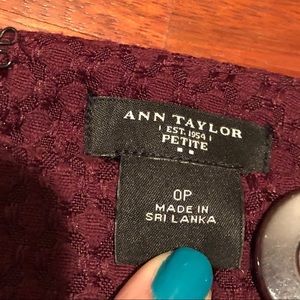 ANN TAYLOR
EST. 1954
PETITE
0P
MADE IN
SRI LANKA